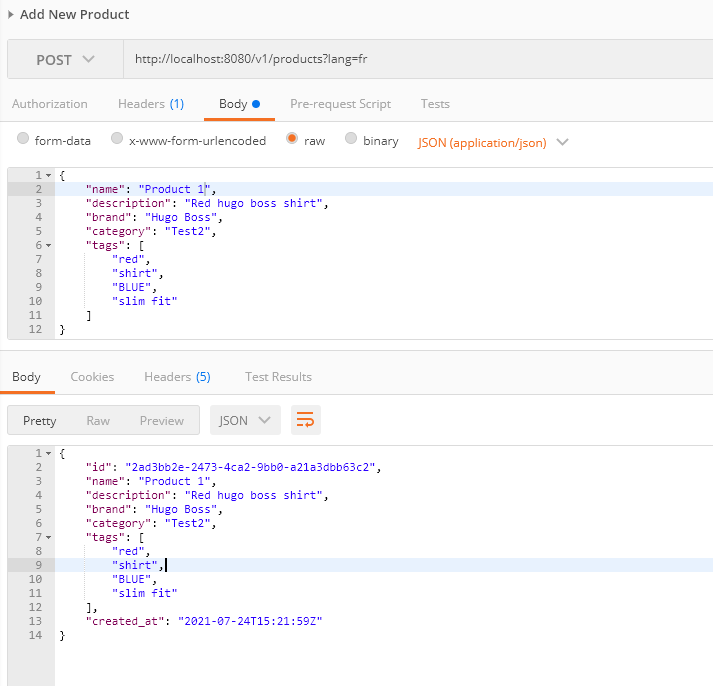 Add New Product
POST http://localhost:8080/v1/products?lang=fr
Authorization Headers (1) Body Pre-request Script Tests
form-data x-www-form-urlencoded raw binary JSON (application/json)
1 {
2 "name": "Product 1",
3 "description": "Red hugo boss shirt",
4 "brand": "Hugo Boss",
5 "category": "Test2",
6 "tags": [
7 "red",
8 "shirt",
9 "BLUE",
10 "slim fit"
11 ]
12 }
Body Cookies Headers (5) Test Results
Pretty Raw Preview JSON
1 {
2 "id": "2ad3bb2e-2473-4ca2-9bb0-a21a3dbb63c2",
3 "name": "Product 1",
4 "description": "Red hugo boss shirt",
5 "brand": "Hugo Boss",
6 "category": "Test2",
7 "tags": [
8 "red",
9 "shirt",
10 "BLUE",
11 "slim fit"
12 ],
13 "created_at": "2021-07-24T15:21:59Z"
14 }